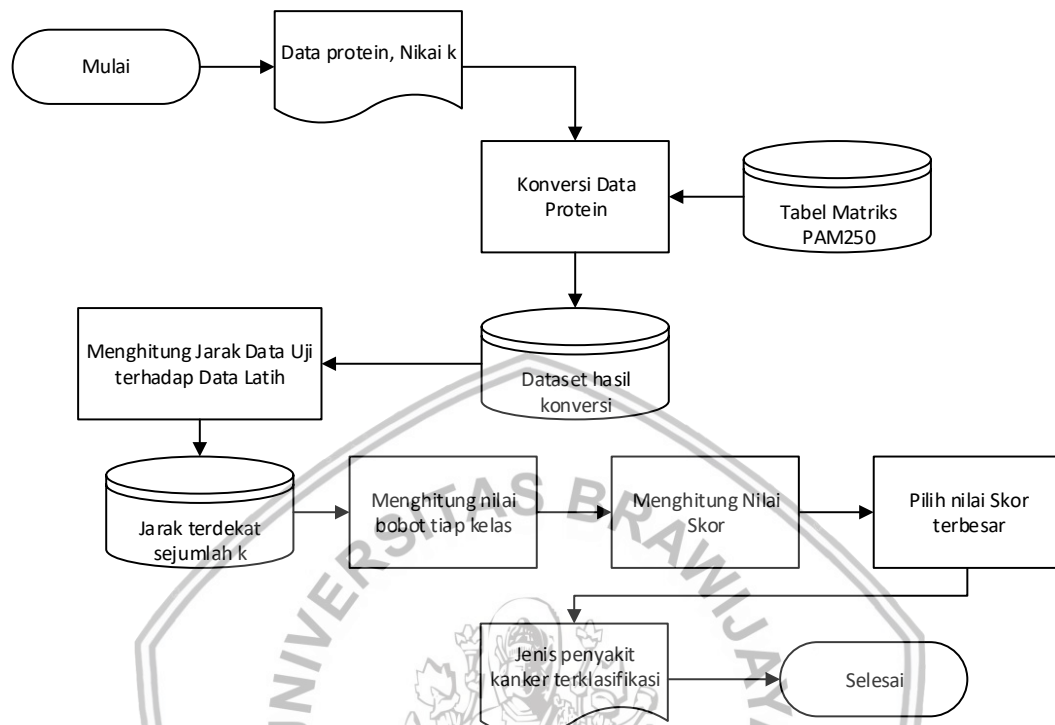 Mulai
Data protein, Nikai k
Konversi Data
Protein
Tabel Matriks
PAM250
Menghitung Jarak Data Uji
terhadap Data Latih
Dataset hasil
konversi
Jarak terdekat
sejumlah k
Menghitung nilai
bobot tiap kelas
Menghitung Nilai
Skor
Pilih nilai Skor
terbesar
Jenis penyakit
kanker terklasifikasi
Selesai
UNIVERSITAS BRAWIJAYA